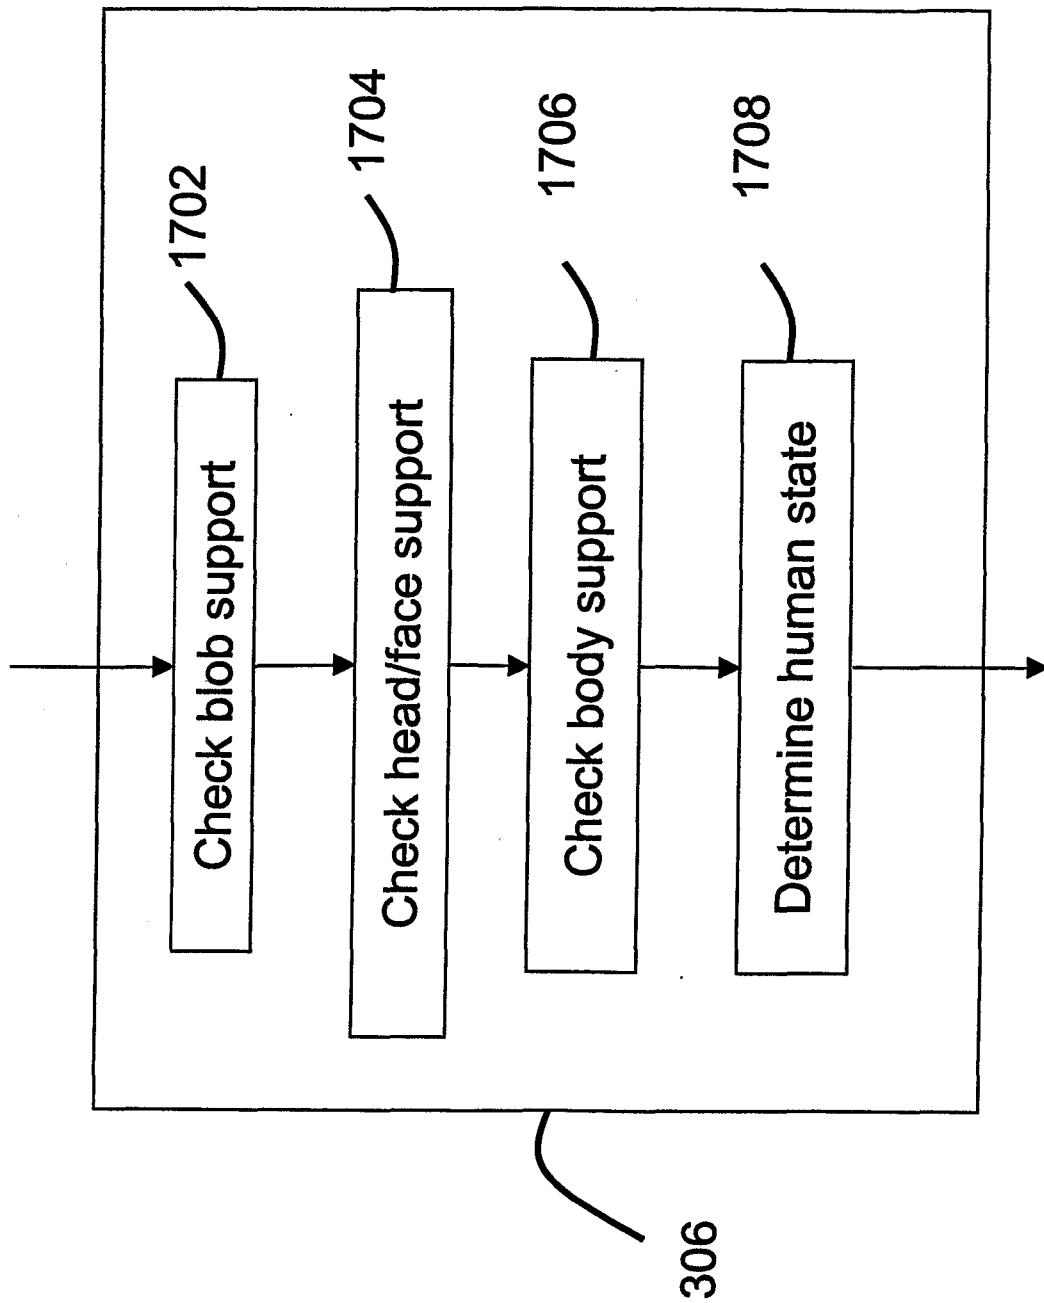 Check blob support
1702
Check head/face support
1704
Check body support
1706
Determine human state
1708
306